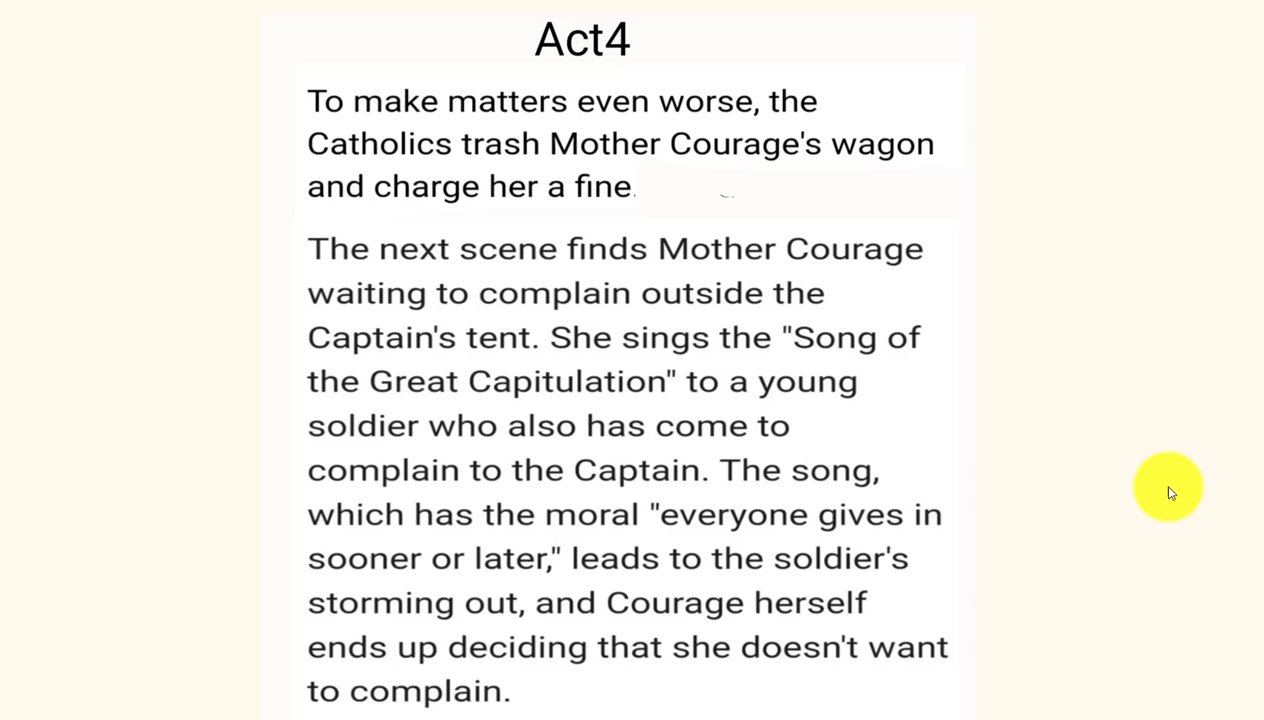 Act4
To make matters even worse, the
Catholics trash Mother Courage's wagon
and charge her a fine.
The next scene finds Mother Courage
waiting to complain outside the
Captain's tent. She sings the "Song of
the Great Capitulation" to a young
soldier who also has come to
complain to the Captain. The song,
which has the moral "everyone gives in
sooner or later," leads to the soldier's
storming out, and Courage herself
ends up deciding that she doesn't want
to complain.